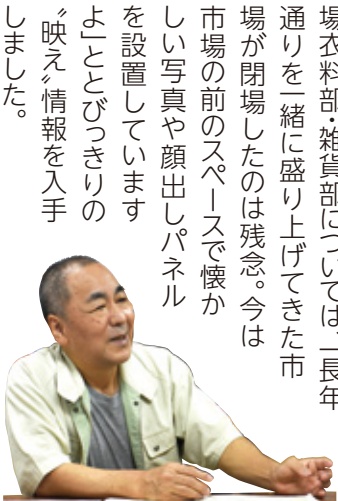 場衣料部・雑貨部については、「長年
通りを一緒に盛り上げてきた市
場が閉場したのは残念。今は
市場の前のスペースで懐か
しい写真や顔出しパネル
を設置しています
よ」ととびっきりの
〝映え〟情報を入手
しました。